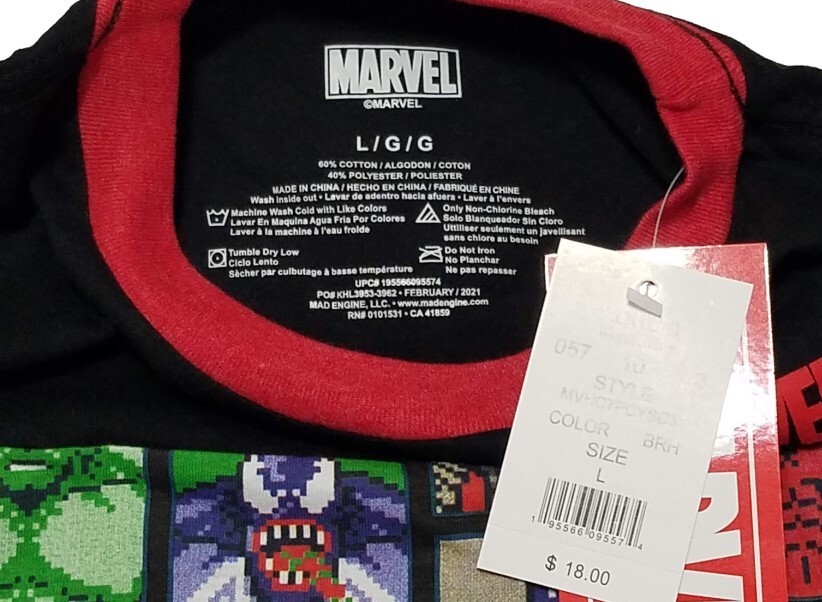 MARVEL
©MARVEL
L/G/G
60% COTTON / ALGODON / COTON
40% POLYESTER / POLIESTER
MADE IN CHINA / HECHO EN CHINA / FABRIQUÉ EN CHINE
Wash inside out • Lavar de adentro hacia afuera • Laver à l'envers
Machine Wash Cold with Like Colors
Lavar En Maquina Agua Fria Por Colores
Laver à la machine à l'eau froide
Only Non-Chlorine Bleach
Solo Blanqueador Sin Cloro
Utiliser seulement un javellisant
sans chlore au besoin
Tumble Dry Low
Ciclo Lento
Sècher par culbutage à basse température
Do Not Iron
No Planchar
Ne pas repasser
UPC# 195566095574
PO# KHL3953-3962 • FEBRUARY / 2021
MAD ENGINE, LLC. • www.madengine.com
RN# 0101531 • CA 41859
057 10 3
STYLE
COLOR BRH
SIZE
L
1 95566 09557 4
$ 18.00